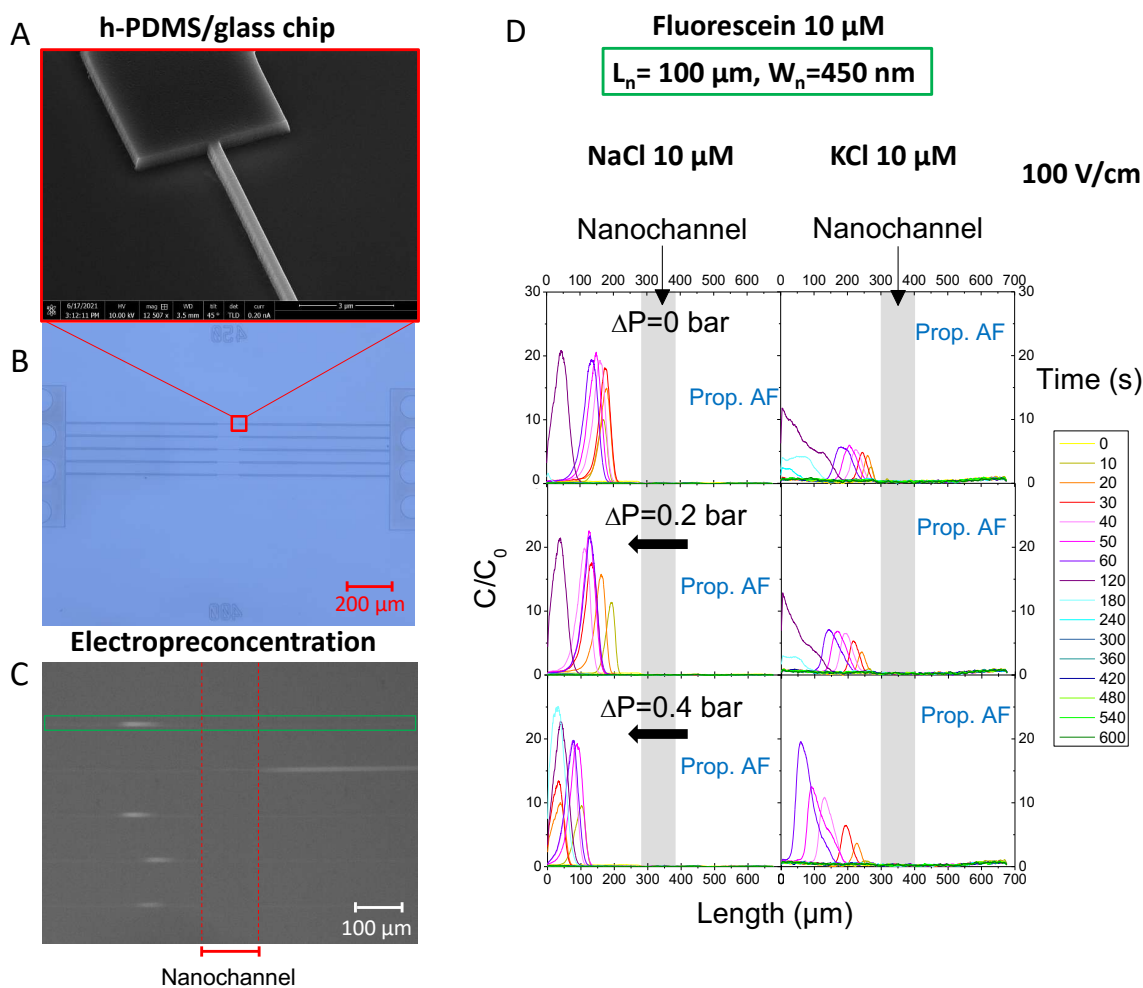 A
h-PDMS/glass chip
6/17/2021 HV mag WD tilt det curr
3:12:11 PM 10.00 kV 12 507 x 3.5 mm 45 ° TLD 0.20 nA
3 µm
B
450
450
200 µm
Electropreconcentration
C
100 µm
Nanochannel
D
Fluorescein 10 µM
Lₙ= 100 µm, Wₙ=450 nm
NaCl 10 µM
KCl 10 µM
100 V/cm
Nanochannel
Nanochannel
0 100 200 300 400 500 600
0 100 200 300 400 500 600 700
30
20
10
0
ΔP=0 bar
Prop. AF
Prop. AF
30
20
10
0
20
10
0
ΔP=0.2 bar
Prop. AF
Prop. AF
20
10
0
20
10
0
ΔP=0.4 bar
Prop. AF
Prop. AF
20
10
0
C/C₀
0 100 200 300 400 500 600
0 100 200 300 400 500 600 700
Length (µm)
Time (s)
0
10
20
30
40
50
60
120
180
240
300
360
420
480
540
600